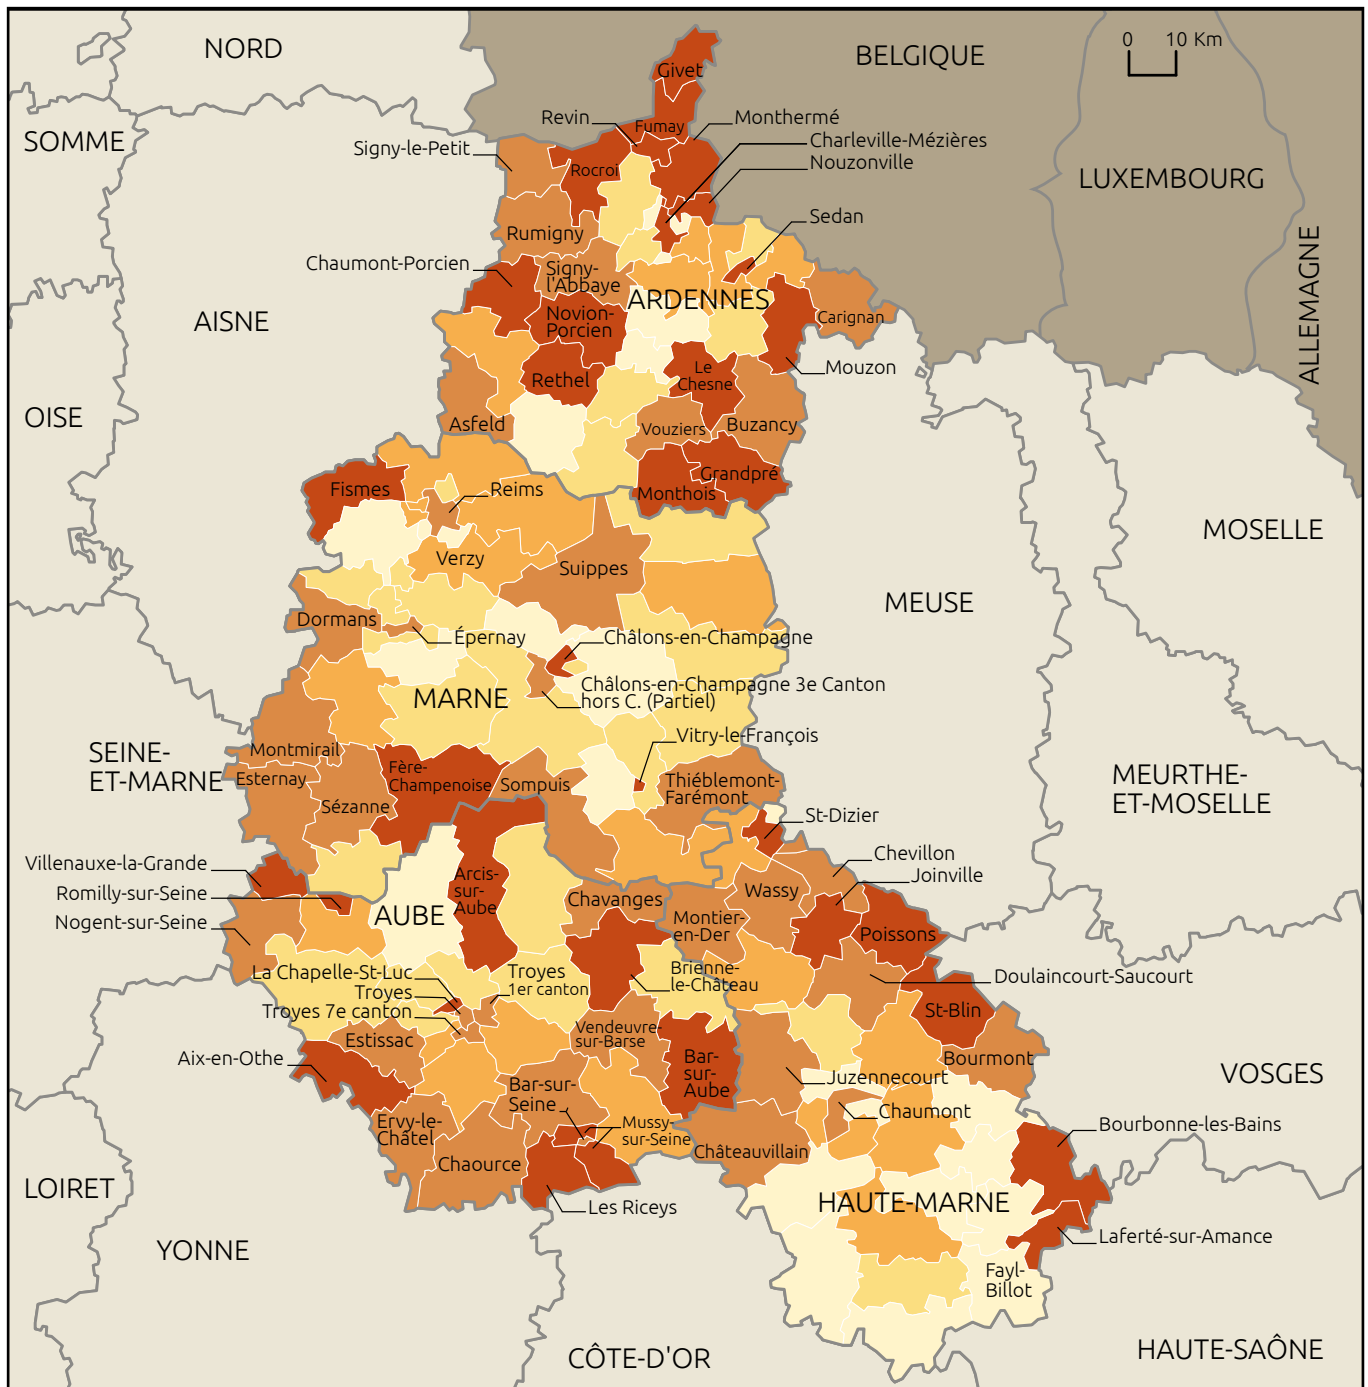 NORD
BELGIQUE
0 10 Km
SOMME
Givet
Revin
Fumay
Monthermé
Signy-le-Petit
Charleville-Mézières
Rocroi
Nouzonville
LUXEMBOURG
Sedan
Rumigny
Chaumont-Porcien
Signy-
l'Abbaye
ALLEMAGNE
ARDENNES
AISNE
Novion-
Porcien
Carignan
Mouzon
Rethel
Le
Chesne
OISE
Asfeld
Vouziers
Buzancy
Grandpré
Monthois
Fismes
Reims
MOSELLE
Verzy
Suippes
MEUSE
Dormans
Épernay
Châlons-en-Champagne
MARNE
Châlons-en-Champagne 3e Canton
hors C. (Partiel)
Vitry-le-François
SEINE-
ET-MARNE
Montmirail
Esternay
Fère-
Champenoise
Sompuis
Thiéblemont-
Farémont
MEURTHE-
ET-MOSELLE
Sézanne
St-Dizier
Villenauxe-la-Grande
Chevillon
Joinville
Romilly-sur-Seine
Arcis-
sur-
Aube
Wassy
Nogent-sur-Seine
AUBE
Chavanges
Montier-
en-Der
Poissons
La Chapelle-St-Luc
Troyes
1er canton
Brienne-
le-Château
Doulaincourt-Saucourt
Troyes
Troyes 7e canton
St-Blin
Estissac
Vendeuvre-
sur-Barse
Aix-en-Othe
Bar-
sur-
Aube
Bourmont
VOSGES
Juzennecourt
Bar-sur-
Seine
Chaumont
Ervy-le-
Châtel
Mussy-
sur-Seine
Bourbonne-les-Bains
Châteauvillain
Chaource
LOIRET
HAUTE-MARNE
Les Riceys
Laferté-sur-Amance
YONNE
Fayl-
Billot
CÔTE-D'OR
HAUTE-SAÔNE